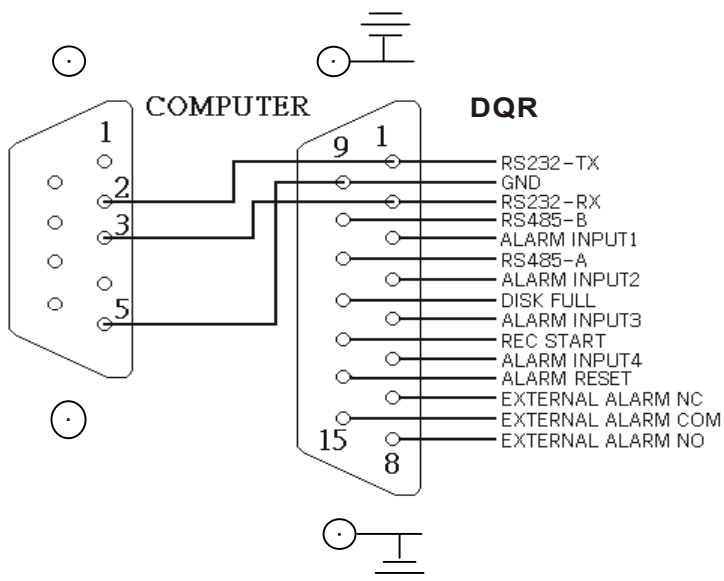 COMPUTER
DQR
1
2
3
5
9
1
15
8
RS232-TX
GND
RS232-RX
RS485-B
ALARM INPUT1
RS485-A
ALARM INPUT2
DISK FULL
ALARM INPUT3
REC START
ALARM INPUT4
ALARM RESET
EXTERNAL ALARM NC
EXTERNAL ALARM COM
EXTERNAL ALARM NO